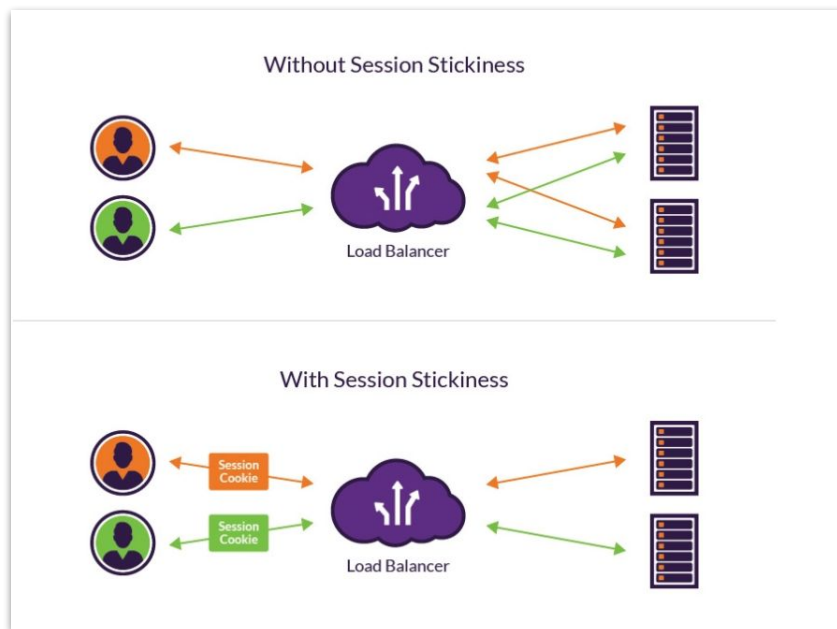 Without Session Stickiness
Load Balancer
With Session Stickiness
Session
Cookie
Session
Cookie
Load Balancer